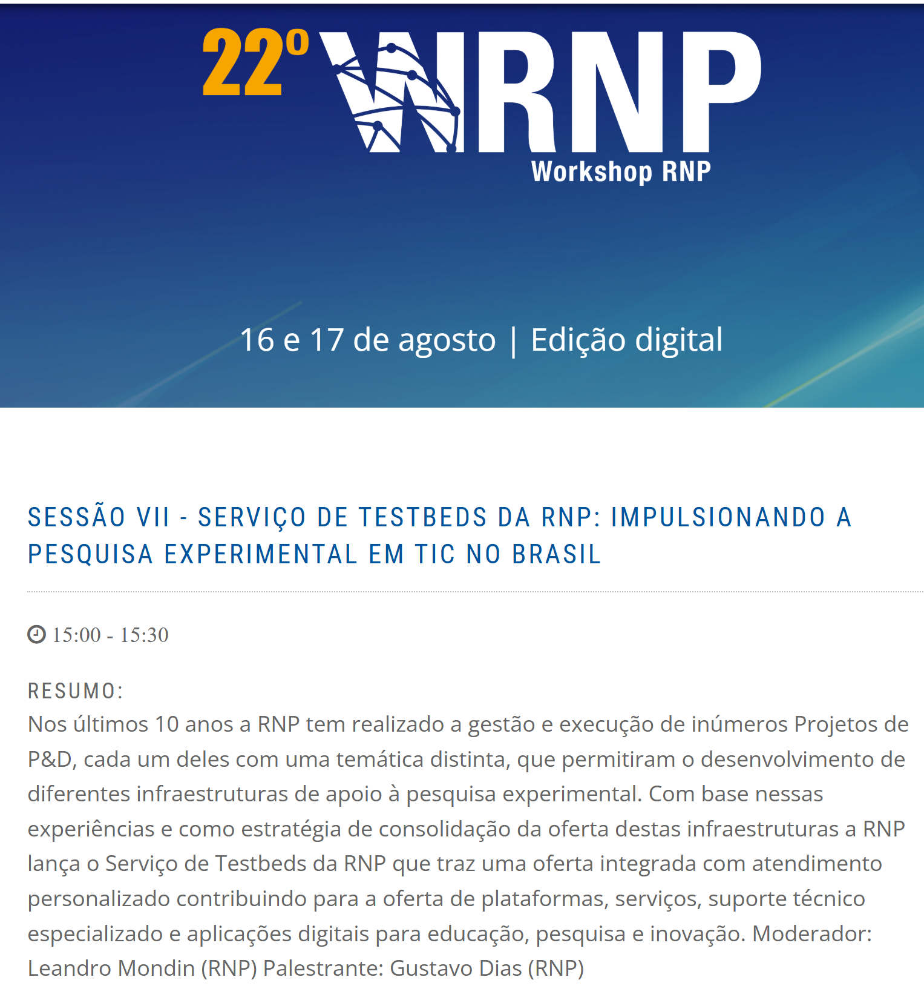 22º WRNP
Workshop RNP
16 e 17 de agosto | Edição digital
SESSÃO VII - SERVIÇO DE TESTBEDS DA RNP: IMPULSIONANDO A
PESQUISA EXPERIMENTAL EM TIC NO BRASIL
15:00 - 15:30
RESUMO:
Nos últimos 10 anos a RNP tem realizado a gestão e execução de inúmeros Projetos de
P&D, cada um deles com uma temática distinta, que permitiram o desenvolvimento de
diferentes infraestruturas de apoio à pesquisa experimental. Com base nessas
experiências e como estratégia de consolidação da oferta destas infraestruturas a RNP
lança o Serviço de Testbeds da RNP que traz uma oferta integrada com atendimento
personalizado contribuindo para a oferta de plataformas, serviços, suporte técnico
especializado e aplicações digitais para educação, pesquisa e inovação. Moderador:
Leandro Mondin (RNP) Palestrante: Gustavo Dias (RNP)